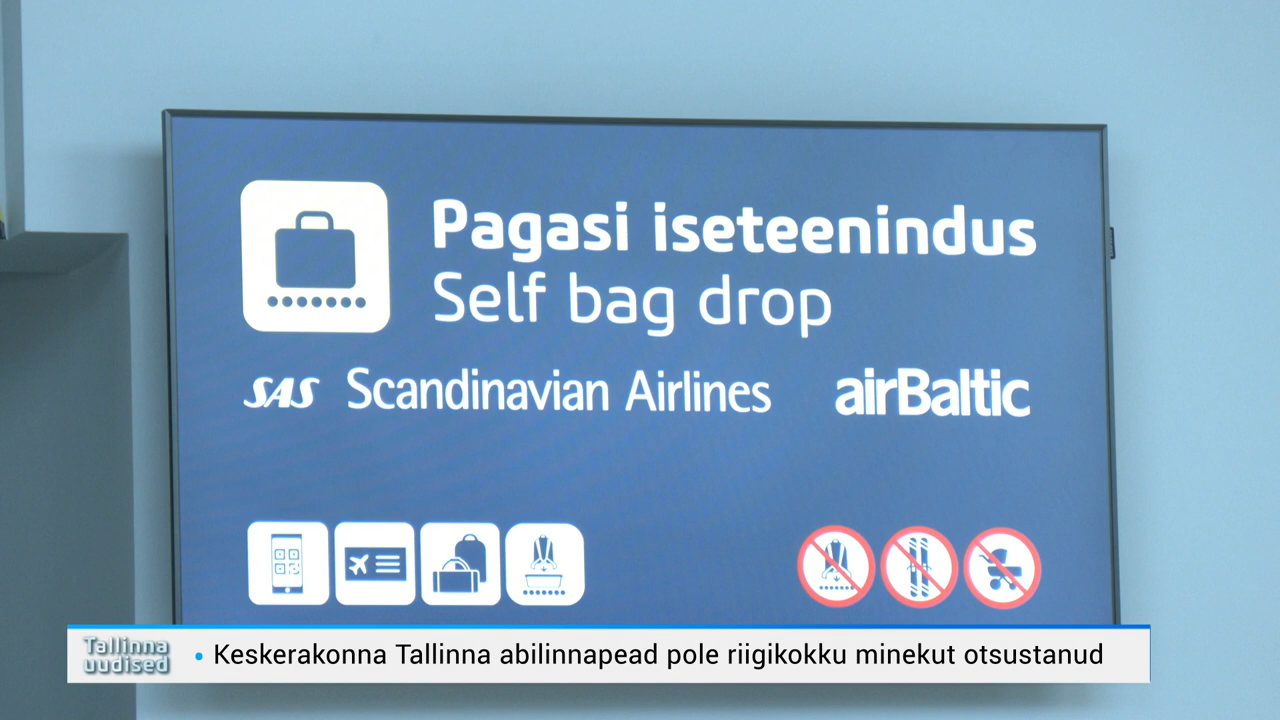 Pagasi iseteenindus
Self bag drop
SAS Scandinavian Airlines airBaltic
Tallinna uudised
• Keskerakonna Tallinna abilinnapead pole riigikokku minekut otsustanud